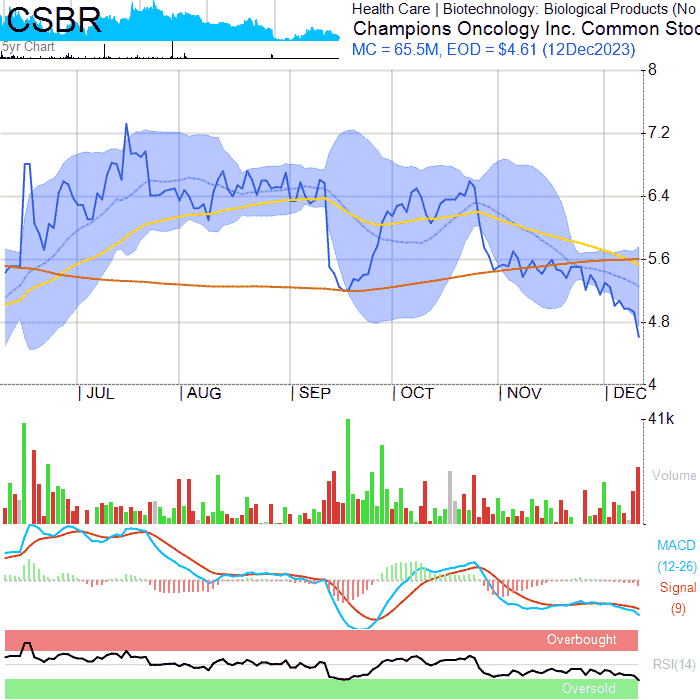 CSBR
5yr Chart
Health Care | Biotechnology: Biological Products (No
Champions Oncology Inc. Common Stoc
MC = 65.5M, EOD = $4.61 (12Dec2023)
8
7.2
6.4
5.6
4.8
4
JUL AUG SEP OCT NOV DEC
41k
Volume
MACD
(12-26)
Signal
(9)
Overbought
RSI(14)
Oversold